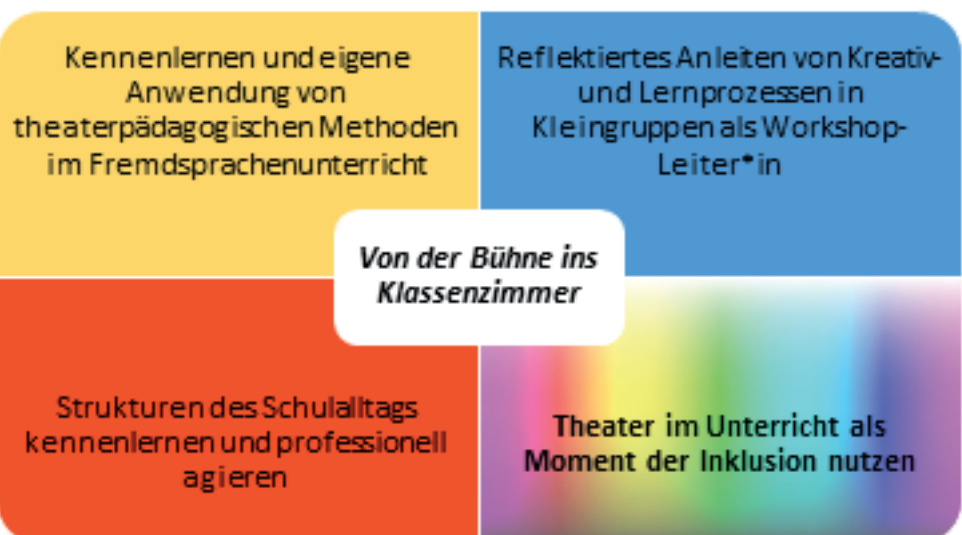 Kennenlernen und eigene
Anwendung von
theaterpädagogischen Methoden
im Fremdsprachenunterricht
Reflektiertes Anleiten von Kreativ-
und Lernprozessen in
Kleingruppen als Workshop-
Leiter*in
Von der Bühne ins
Klassenzimmer
Strukturen des Schulalltags
kennenlernen und professionell
agieren
Theater im Unterricht als
Moment der Inklusion nutzen